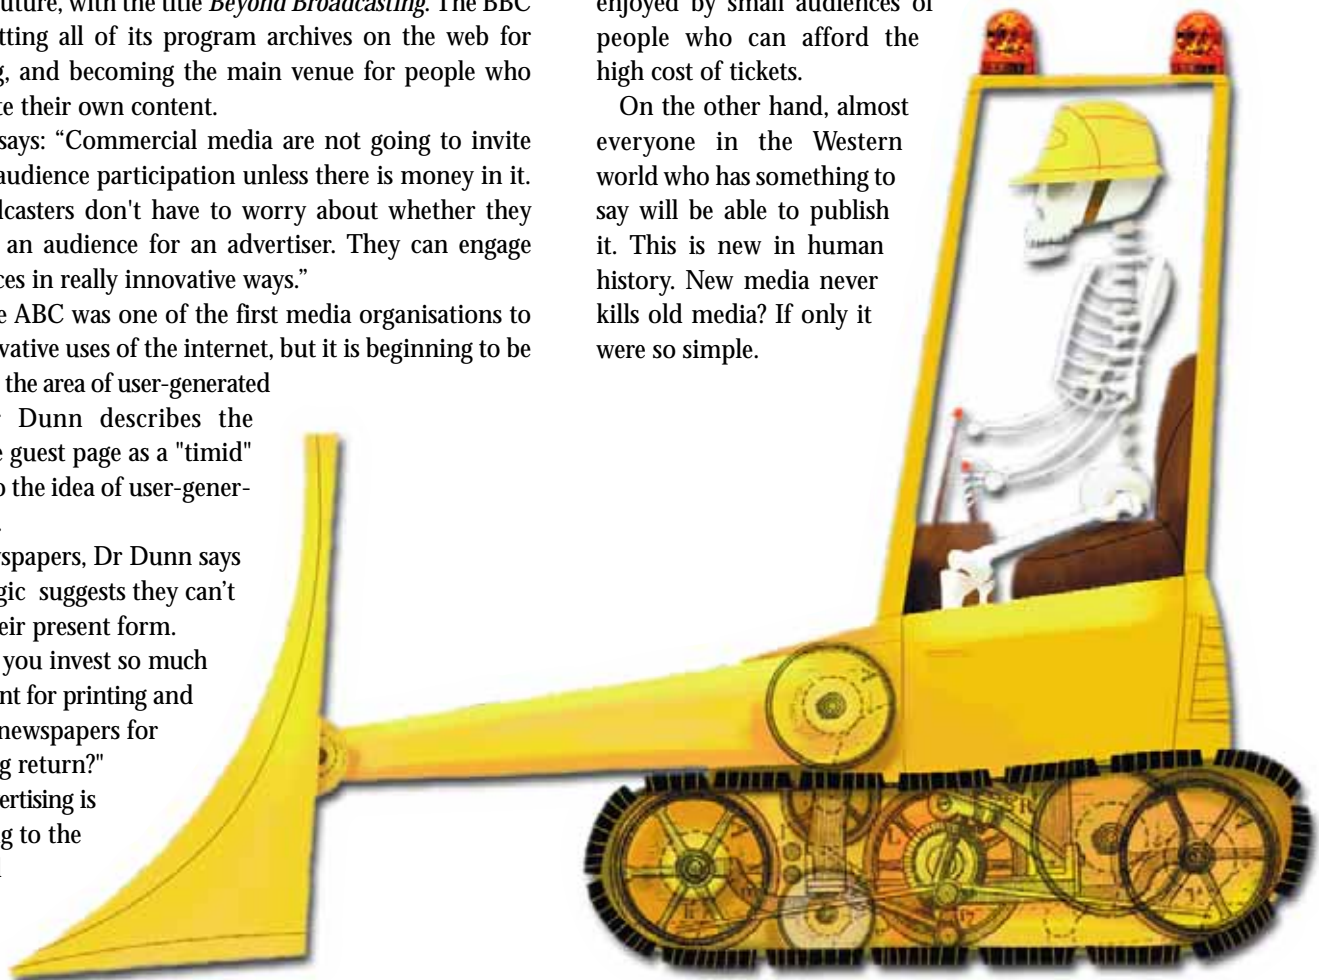 uture, with the title Beyond Broadcasting. The BBC
tting all of its program archives on the web for
g, and becoming the main venue for people who
te their own content.
says: “Commercial media are not going to invite
audience participation unless there is money in it.
lcasters don't have to worry about whether they
an audience for an advertiser. They can engage
ces in really innovative ways.”
e ABC was one of the first media organisations to
vative uses of the internet, but it is beginning to be
the area of user-generated
Dunn describes the
e guest page as a "timid"
o the idea of user-gener-
spapers, Dr Dunn says
gic suggests they can’t
eir present form.
you invest so much
nt for printing and
newspapers for
g return?"
ertising is
g to the
enjoyed by small audiences of
people who can afford the
high cost of tickets.
On the other hand, almost
everyone in the Western
world who has something to
say will be able to publish
it. This is new in human
history. New media never
kills old media? If only it
were so simple.